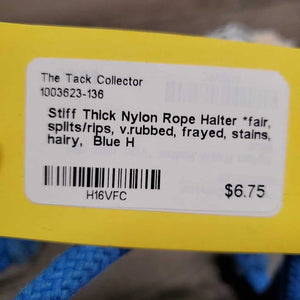 The Tack Collector
1003623-136
Stiff Thick Nylon Rope Halter *fair,
splits/rips, v.rubbed, frayed, stains,
hairy,  Blue H
H16VFC
$6.75